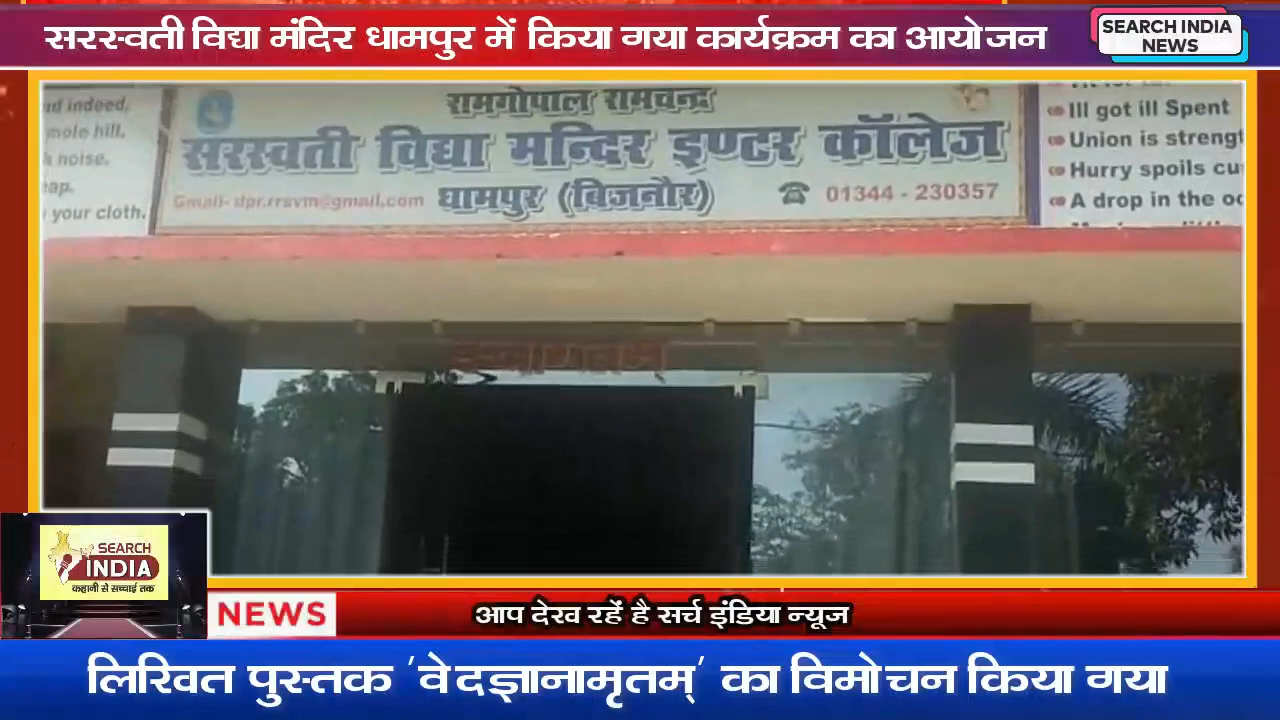 सरस्वती विद्या मंदिर धामपुर में किया गया कार्यक्रम का आयोजन
SEARCH INDIA
NEWS
रामगोपाल रामचन्द्र
सरस्वती विद्या मन्दिर इण्टर कॉलेज
Gmail- dpr.rrsvm@gmail.com धामपुर (बिजनौर) ☎ 01344 - 230357
indeed,
mole hill.
noise.
your cloth.
Ill got ill Spent
Union is strengt
Hurry spoils cu
A drop in the oc
SEARCH
INDIA
कहानी से सच्चाई तक
NEWS
आप देख रहें है सर्च इंडिया न्यूज
लिखित पुस्तक 'वेदज्ञानामृतम्' का विमोचन किया गया